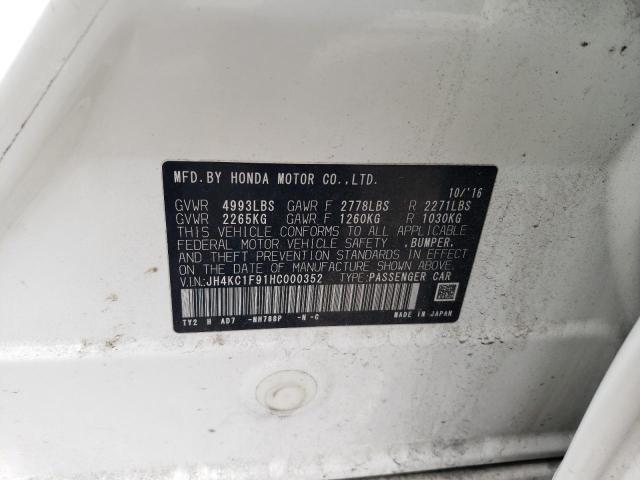 MFD.BY HONDA MOTOR CO.,LTD.
10/'16
GVWR 4993LBS GAWR F 2778LBS R 2271LBS
GVWR 2265KG GAWR F 1260KG R 1030KG
THIS VEHICLE CONFORMS TO ALL APPLICABLE
FEDERAL MOTOR VEHICLE SAFETY ,BUMPER,
AND THEFT PREVENTION STANDARDS IN EFFECT
ON THE DATE OF MANUFACTURE SHOWN ABOVE.
V.I.N:JH4KC1F91HC000352 TYPE:PASSENGER CAR
TY2 H AD7 -NH788P -N -C MADE IN JAPAN